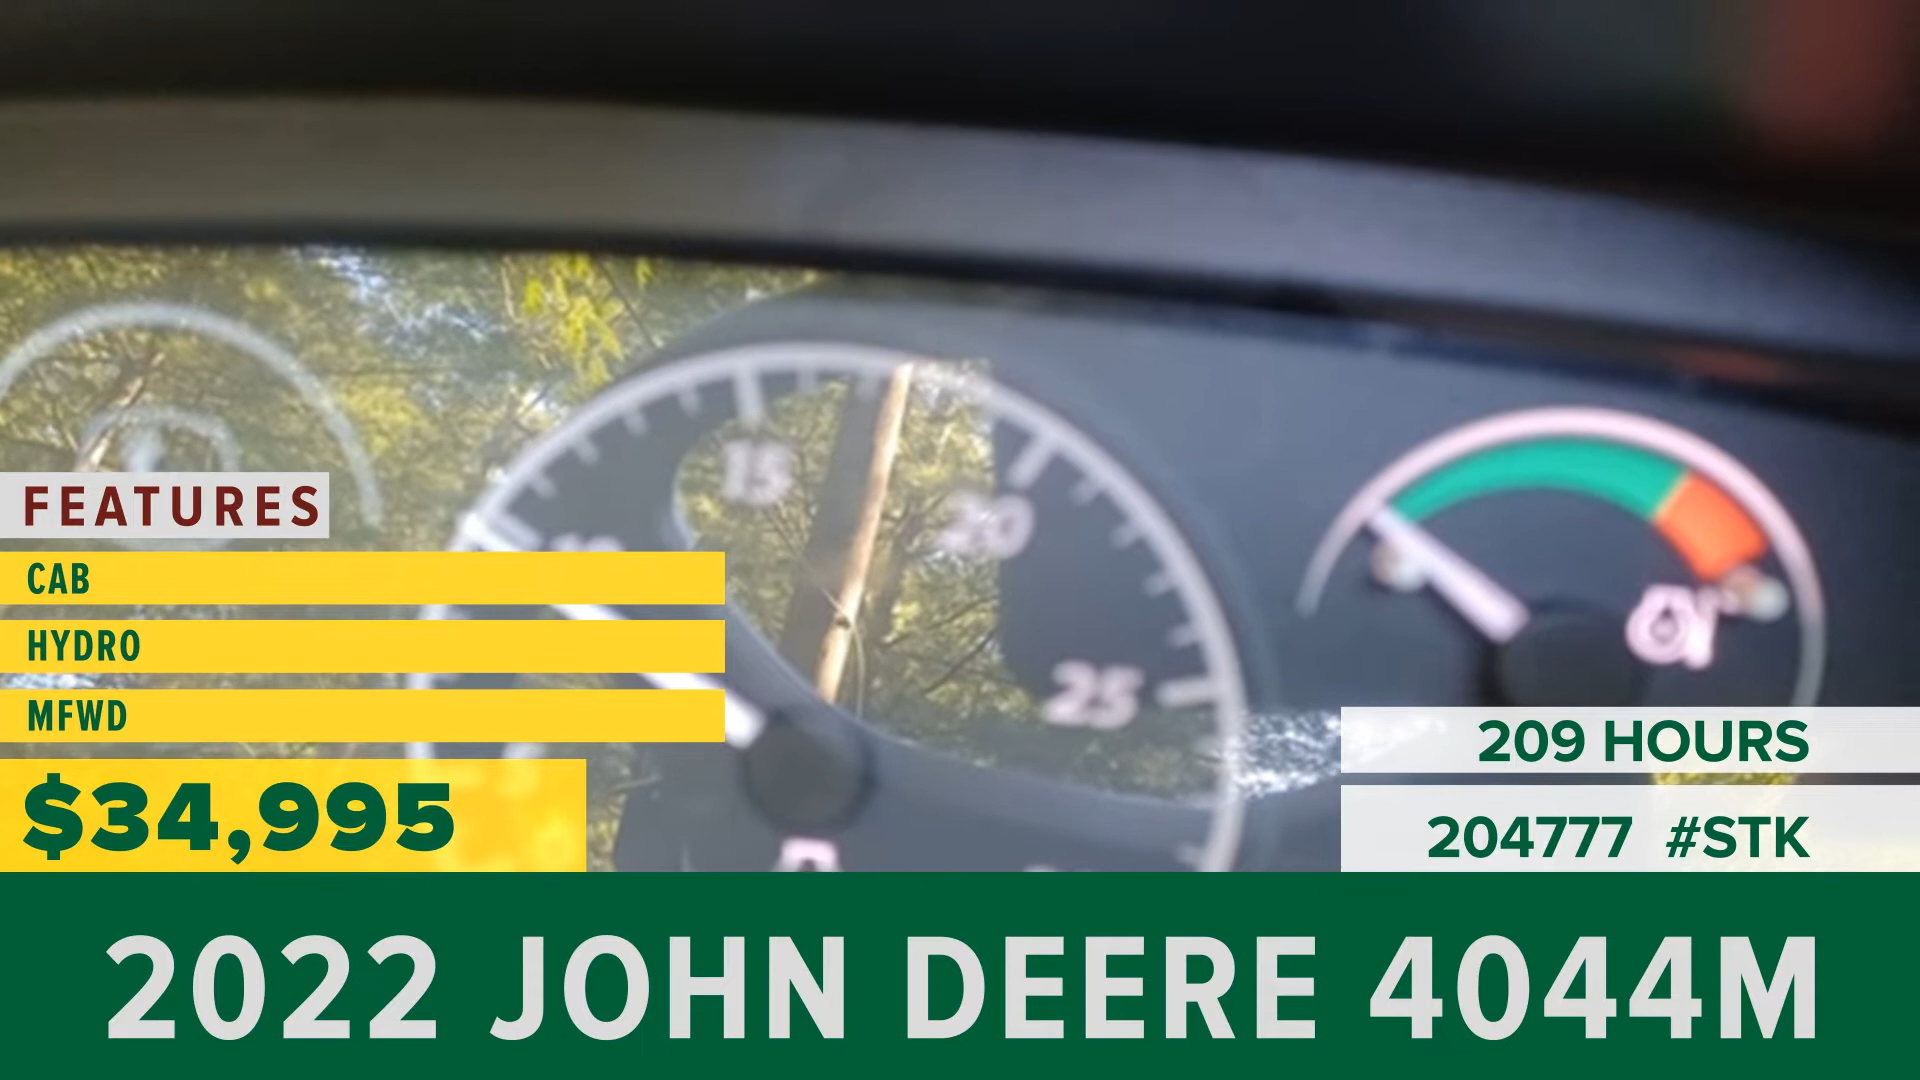 15
20
25
FEATURES
CAB
HYDRO
MFWD
$34,995
209 HOURS
204777 #STK
2022 JOHN DEERE 4044M